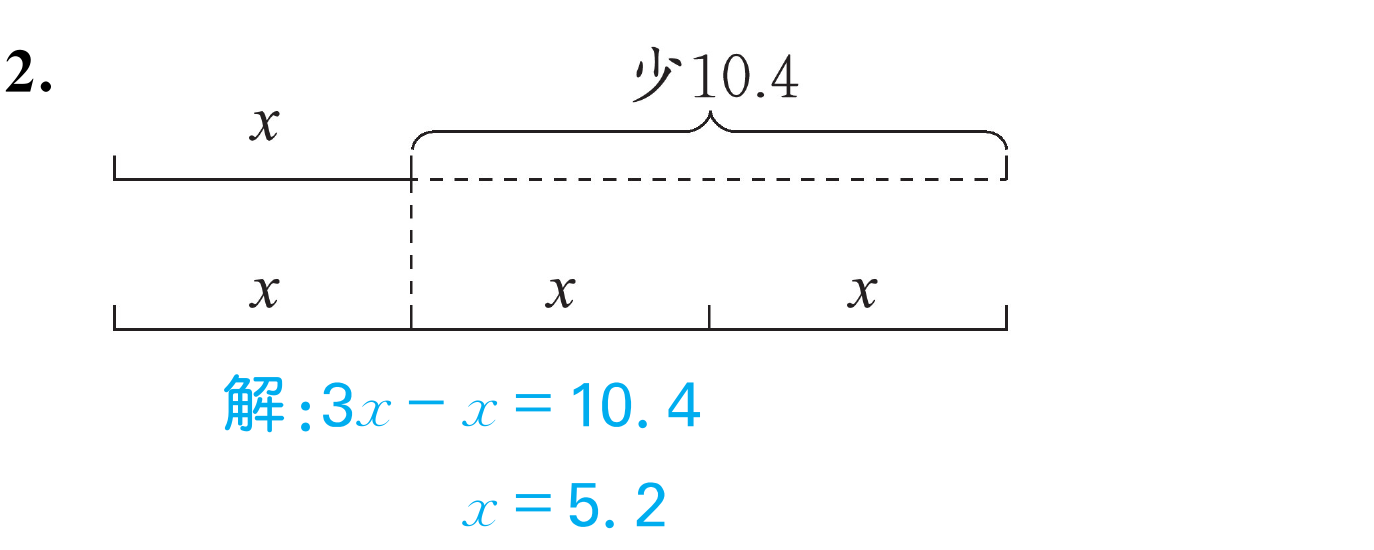 2.
少10.4
x
x x x
解:3x - x = 10.4
x = 5.2